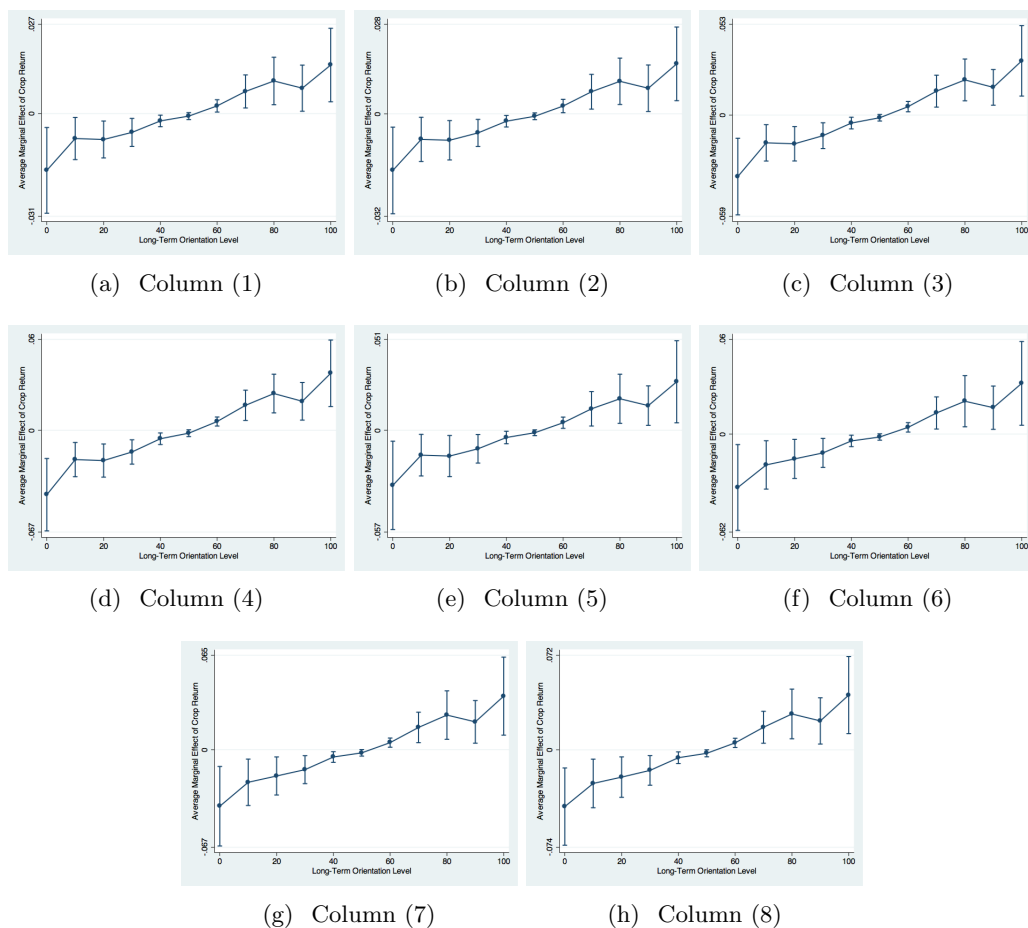 Average Marginal Effect of Crop Return
.027
0
-.031
0 20 40 60 80 100
Long-Term Orientation Level
(a) Column (1)
Average Marginal Effect of Crop Return
.028
0
-.032
0 20 40 60 80 100
Long-Term Orientation Level
(b) Column (2)
Average Marginal Effect of Crop Return
.053
0
-.059
0 20 40 60 80 100
Long-Term Orientation Level
(c) Column (3)
Average Marginal Effect of Crop Return
.06
0
-.067
0 20 40 60 80 100
Long-Term Orientation Level
(d) Column (4)
Average Marginal Effect of Crop Return
.051
0
-.057
0 20 40 60 80 100
Long-Term Orientation Level
(e) Column (5)
Average Marginal Effect of Crop Return
.06
0
-.062
0 20 40 60 80 100
Long-Term Orientation Level
(f) Column (6)
Average Marginal Effect of Crop Return
.065
0
-.067
0 20 40 60 80 100
Long-Term Orientation Level
(g) Column (7)
Average Marginal Effect of Crop Return
.072
0
-.074
0 20 40 60 80 100
Long-Term Orientation Level
(h) Column (8)